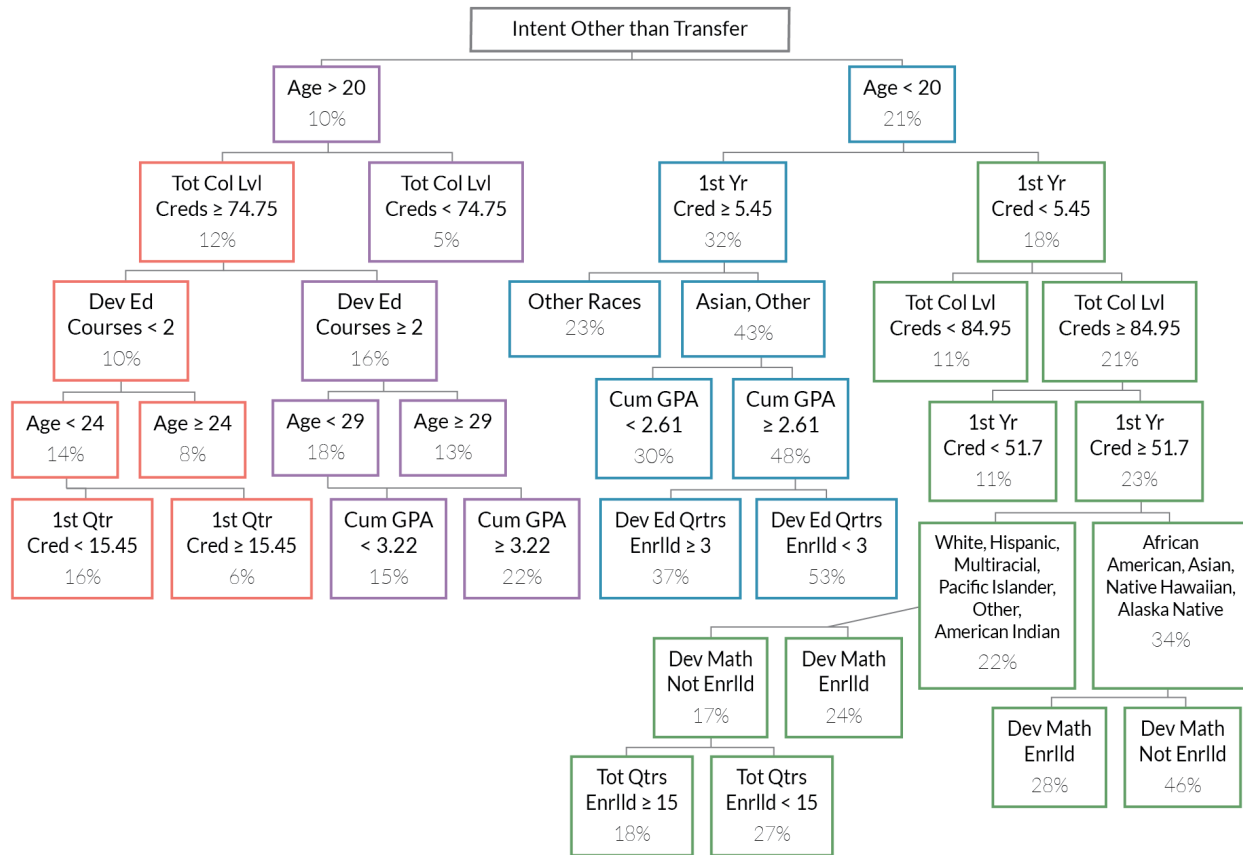 Intent Other than Transfer
Age > 20
10%
Age < 20
21%
Tot Col Lvl
Creds ≥ 74.75
12%
Tot Col Lvl
Creds < 74.75
5%
1st Yr
Cred ≥ 5.45
32%
1st Yr
Cred < 5.45
18%
Dev Ed
Courses < 2
10%
Dev Ed
Courses ≥ 2
16%
Other Races
23%
Asian, Other
43%
Tot Col Lvl
Creds < 84.95
11%
Tot Col Lvl
Creds ≥ 84.95
21%
Age < 24
14%
Age ≥ 24
8%
Age < 29
18%
Age ≥ 29
13%
Cum GPA
< 2.61
30%
Cum GPA
≥ 2.61
48%
1st Yr
Cred < 51.7
11%
1st Yr
Cred ≥ 51.7
23%
1st Qtr
Cred < 15.45
16%
1st Qtr
Cred ≥ 15.45
6%
Cum GPA
< 3.22
15%
Cum GPA
≥ 3.22
22%
Dev Ed Qrtrs
Enrlld ≥ 3
37%
Dev Ed Qrtrs
Enrlld < 3
53%
White, Hispanic,
Multiracial,
Pacific Islander,
Other,
American Indian
22%
African
American, Asian,
Native Hawaiian,
Alaska Native
34%
Dev Math
Not Enrlld
17%
Dev Math
Enrlld
24%
Dev Math
Enrlld
28%
Dev Math
Not Enrlld
46%
Tot Qtrs
Enrlld ≥ 15
18%
Tot Qtrs
Enrlld < 15
27%